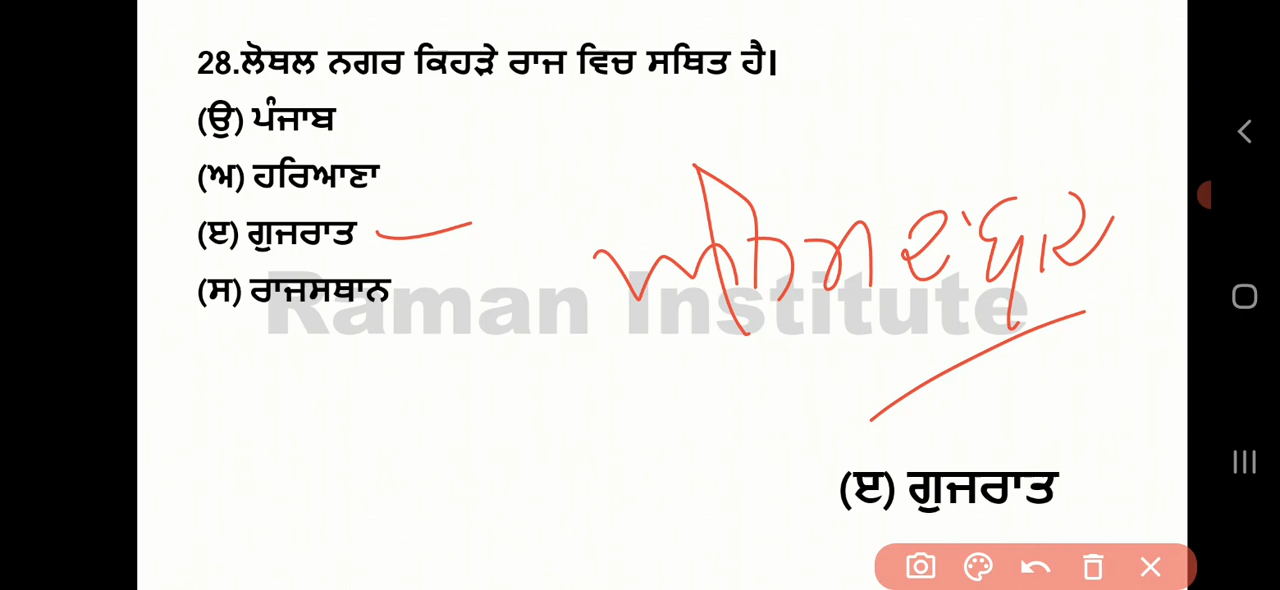 28.ਲੋਥਲ ਨਗਰ ਕਿਹੜੇ ਰਾਜ ਵਿਚ ਸਥਿਤ ਹੈ।
(ੳ) ਪੰਜਾਬ
(ਅ) ਹਰਿਆਣਾ
(ੲ) ਗੁਜਰਾਤ
(ਸ) ਰਾਜਸਥਾਨ
Raman Institute
(ੲ) ਗੁਜਰਾਤ